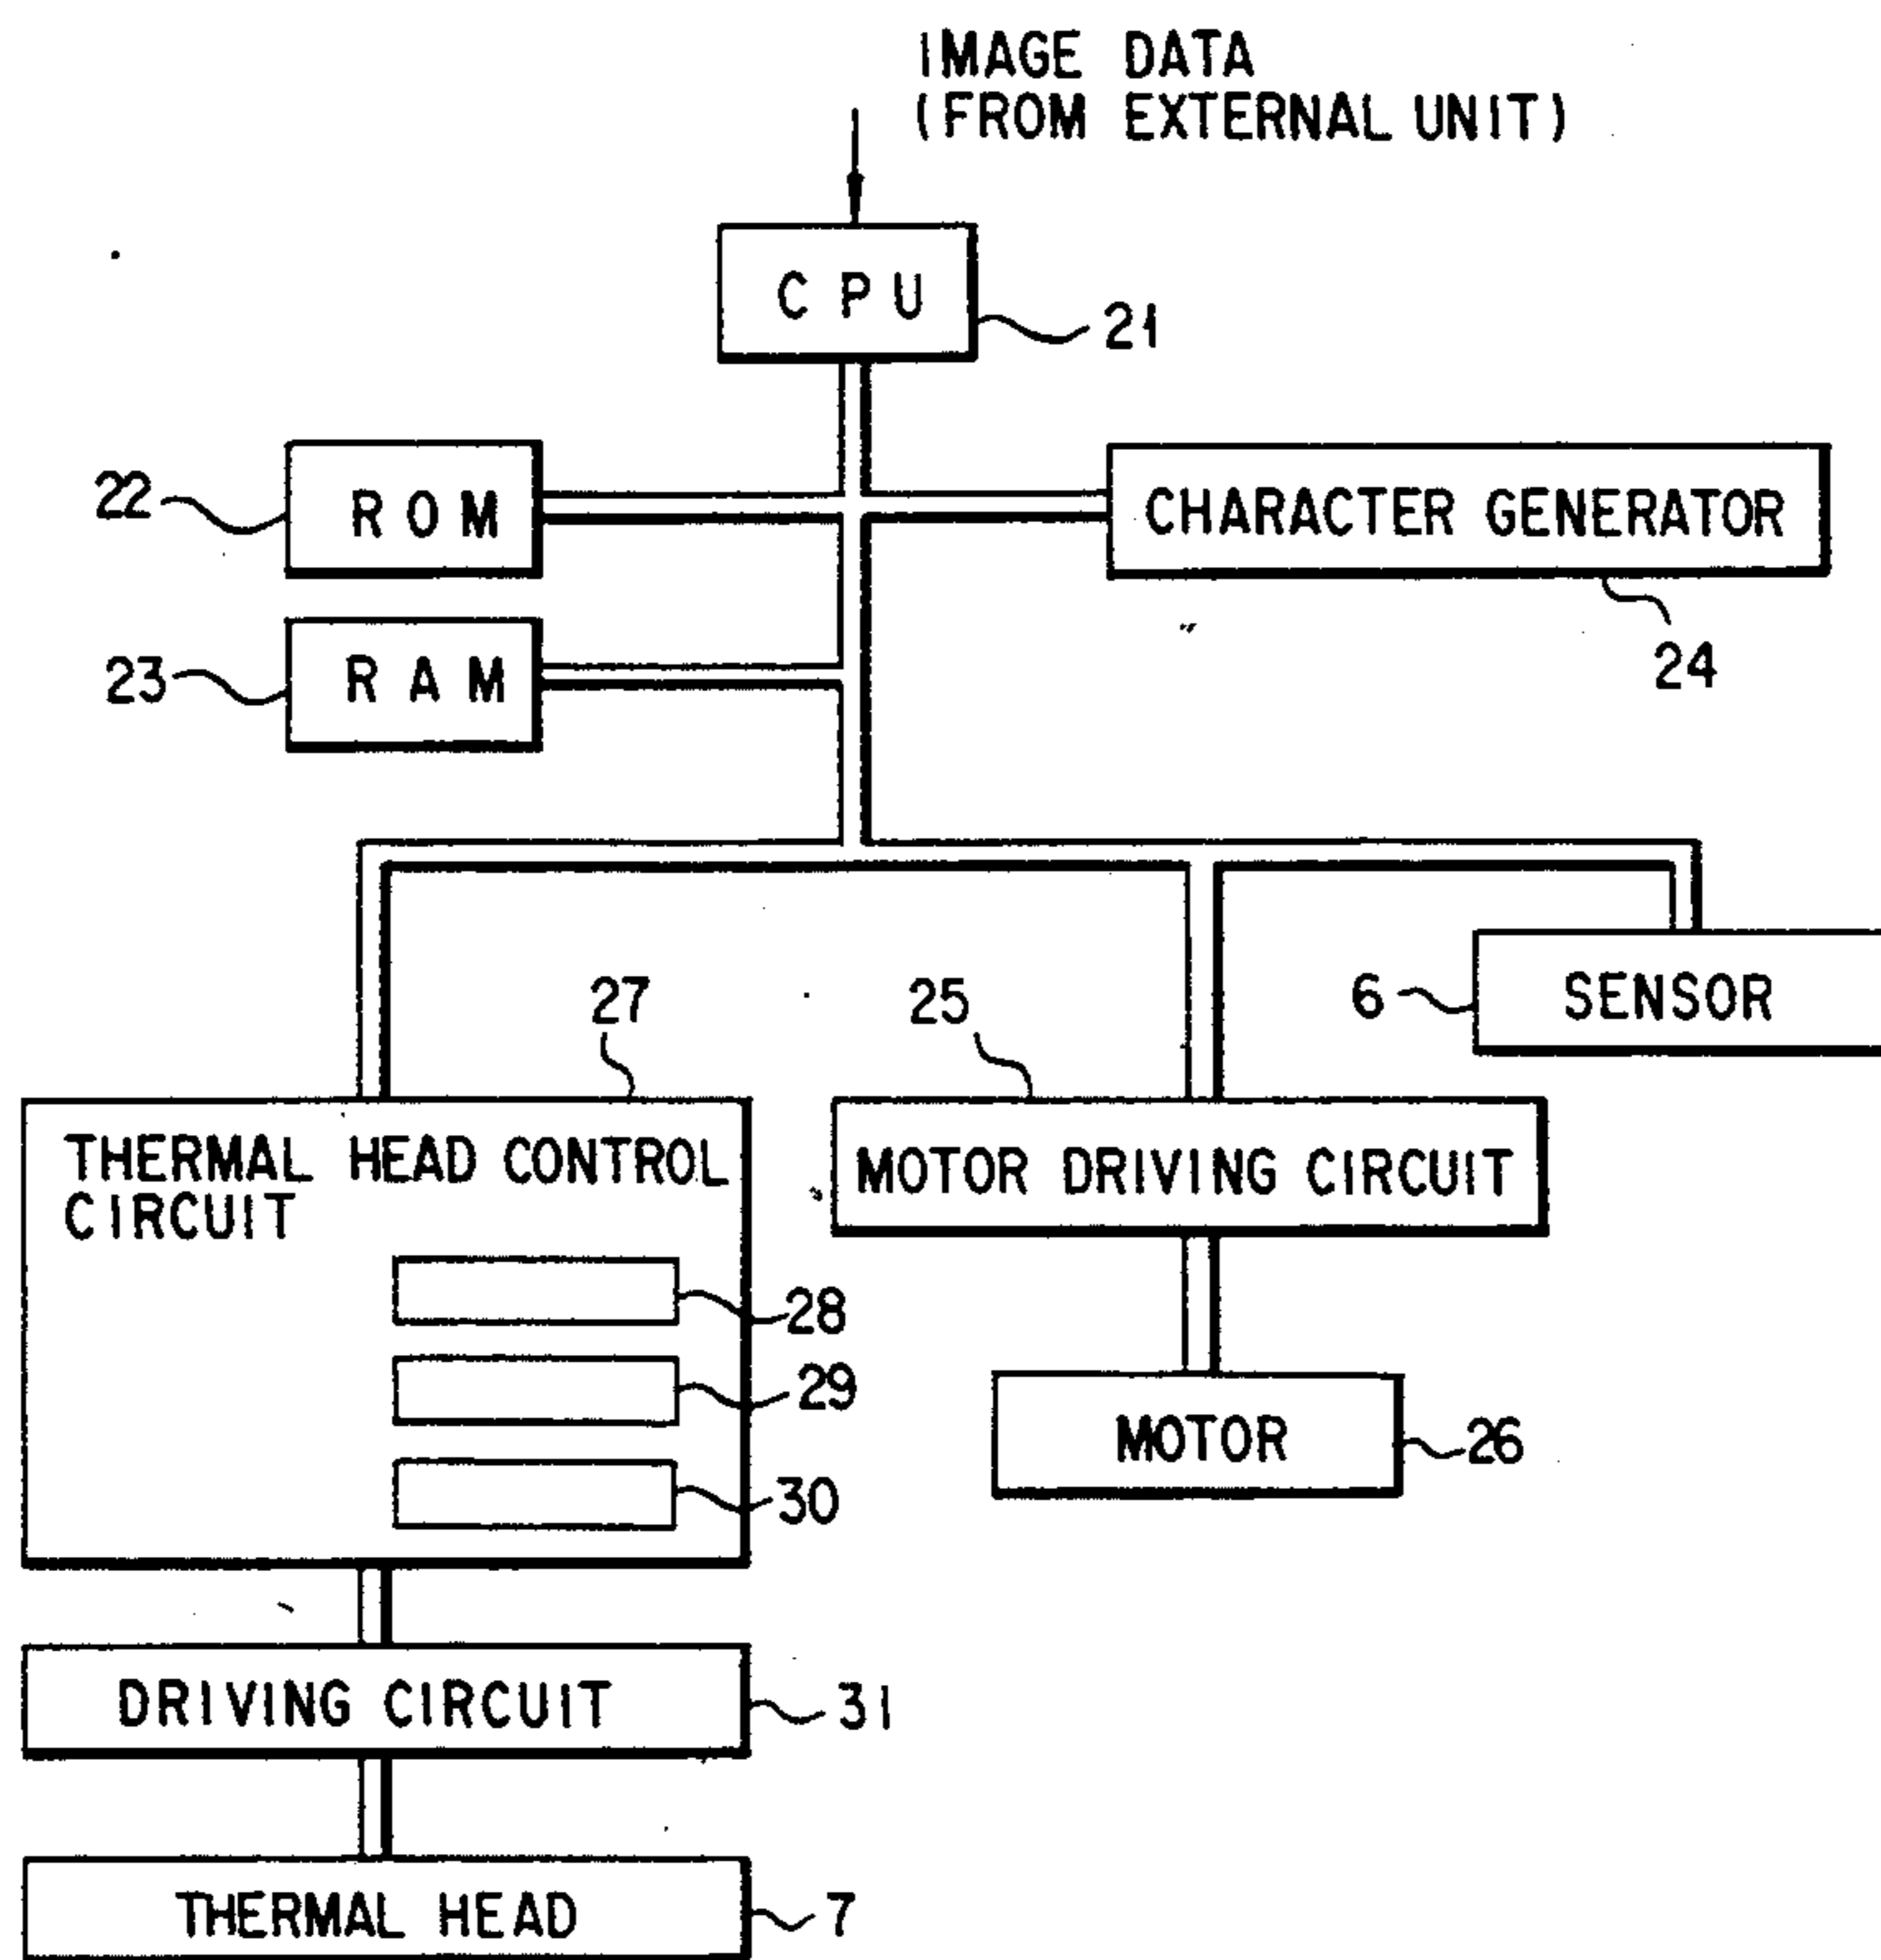 IMAGE DATA
(FROM EXTERNAL UNIT)
CPU
21
22
ROM
CHARACTER GENERATOR
24
23
RAM
6
SENSOR
27
25
THERMAL HEAD CONTROL
CIRCUIT
MOTOR DRIVING CIRCUIT
28
29
30
MOTOR
26
DRIVING CIRCUIT
31
THERMAL HEAD
7